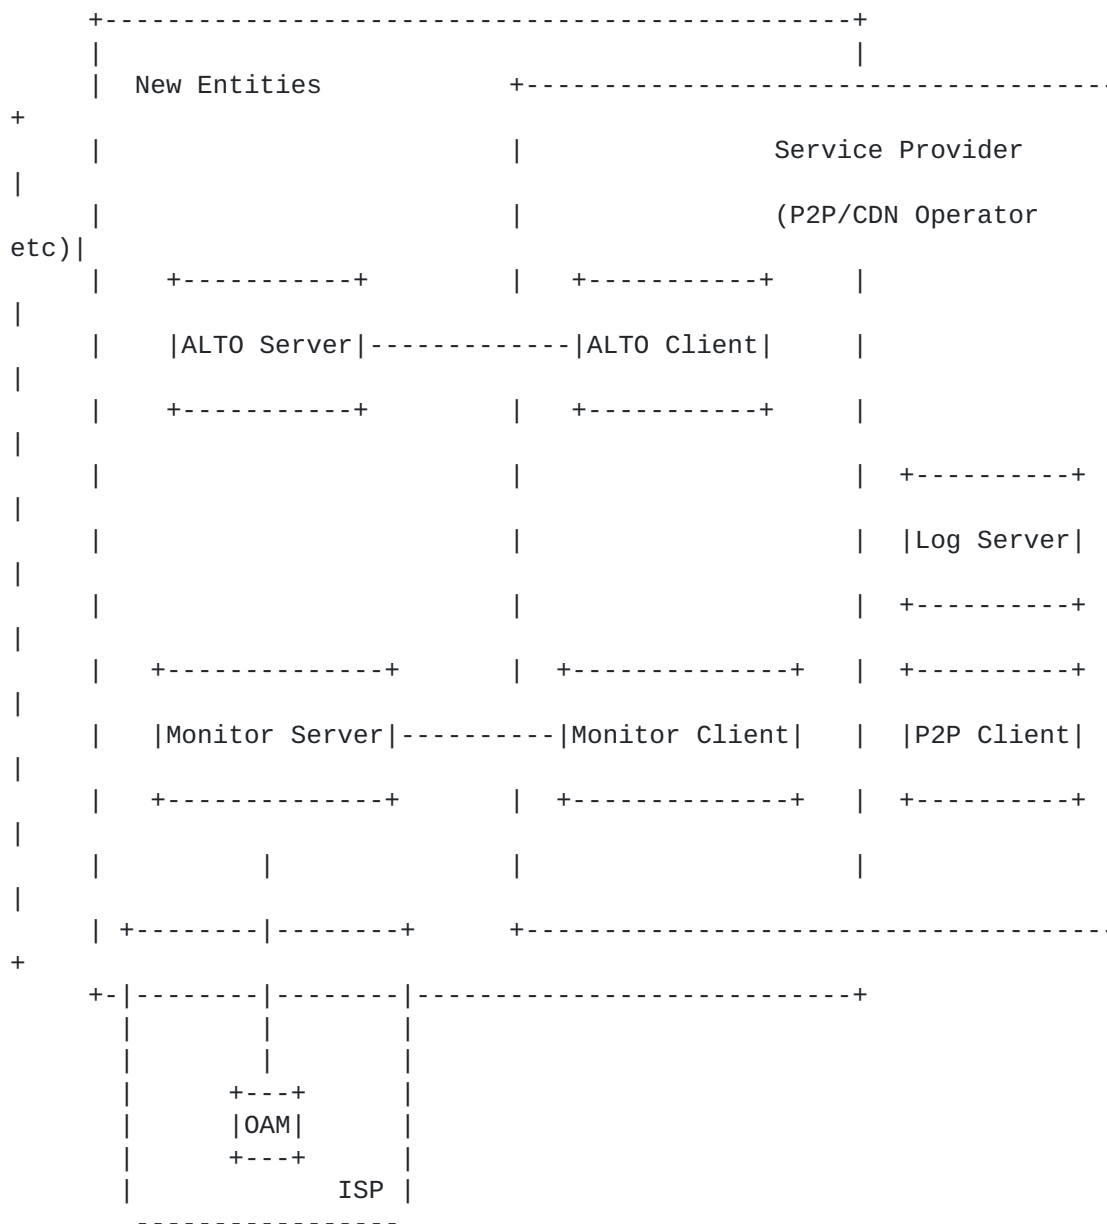 New Entities
Service Provider
(P2P/CDN Operator
etc)|
|ALTO Server|-------------|ALTO Client|
|Log Server|
|Monitor Server|----------|Monitor Client| | |P2P Client|
|OAM|
ISP |